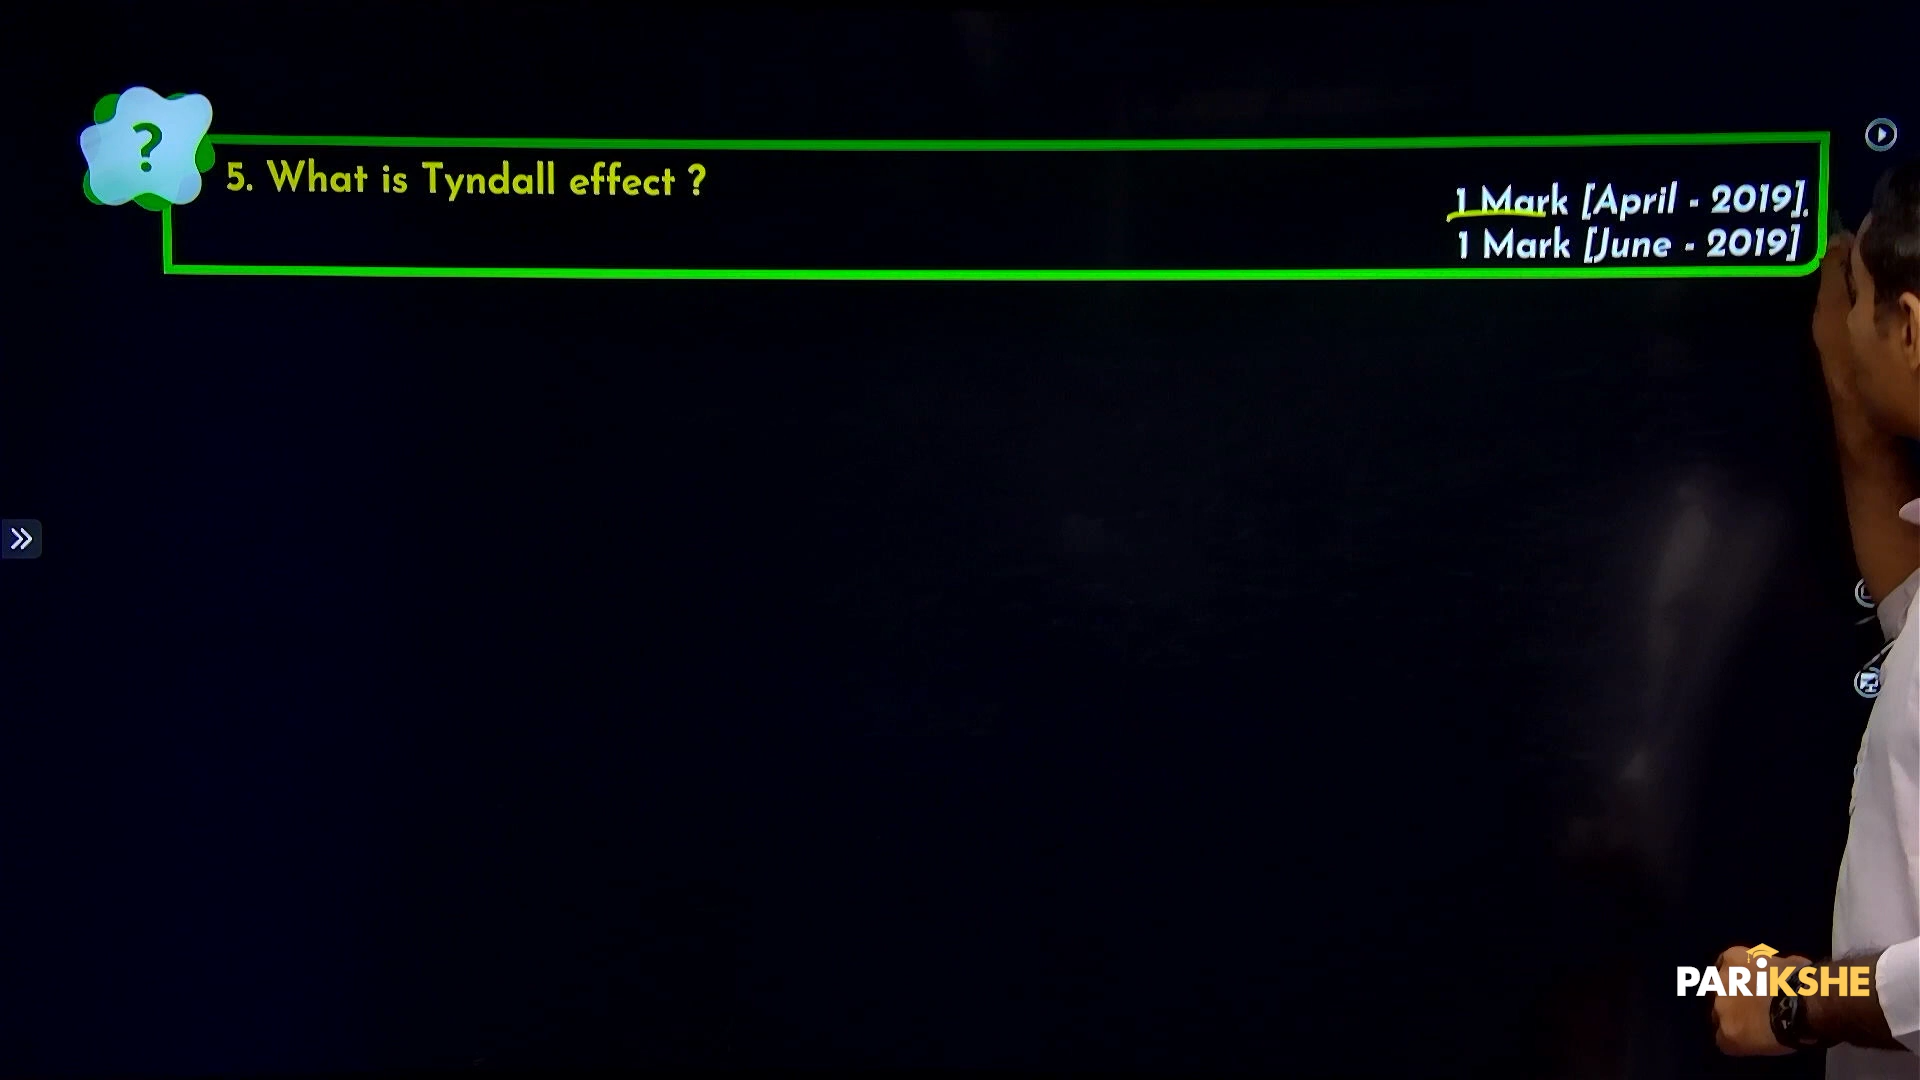 ?
5. What is Tyndall effect ?
1 Mark [April - 2019].
1 Mark [June - 2019]
PARiKSHE